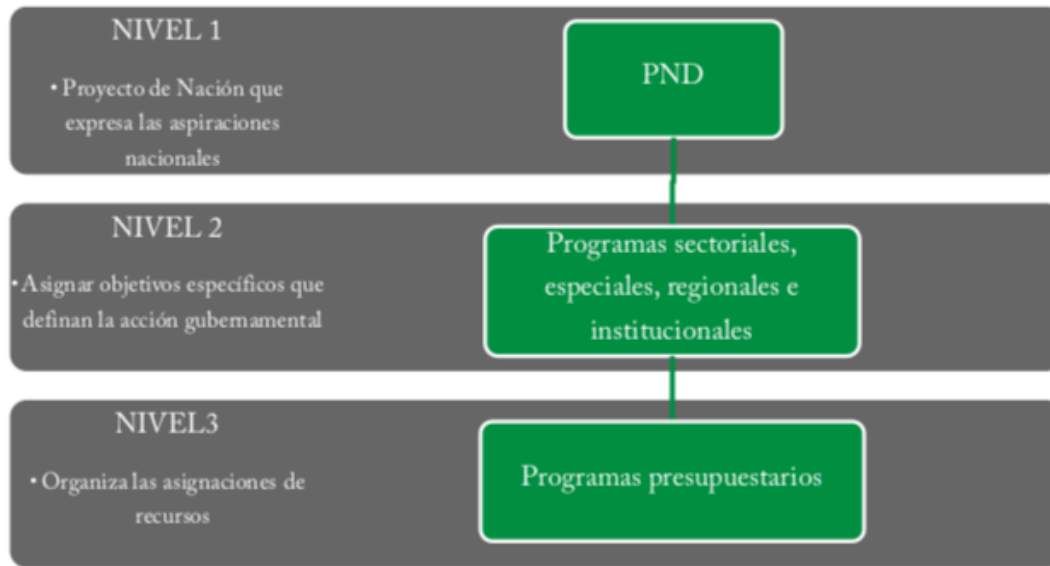 NIVEL 1
• Proyecto de Nación que
expresa las aspiraciones
nacionales
PND
NIVEL 2
• Asignar objetivos específicos que
definan la acción gubernamental
Programas sectoriales,
especiales, regionales e
institucionales
NIVEL3
• Organiza las asignaciones de
recursos
Programas presupuestarios